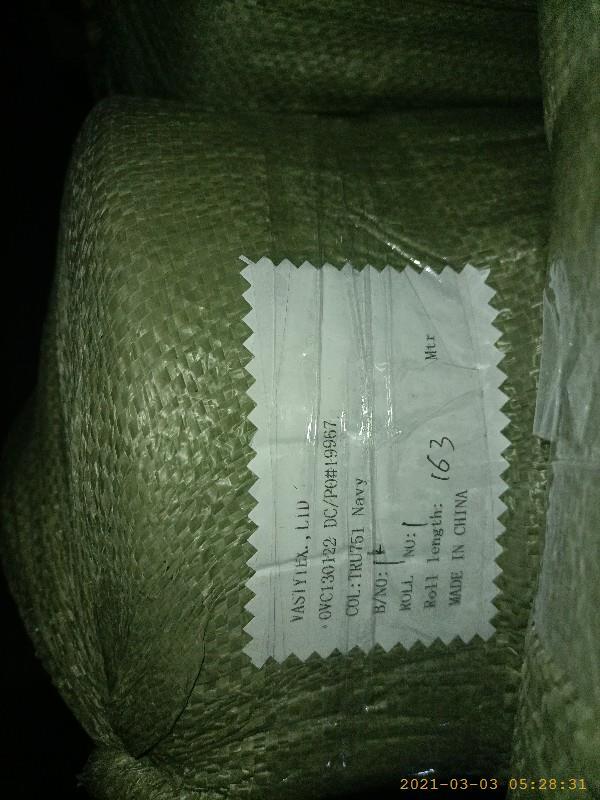 VASTYTEX., LTD
OVC130122 DC/PO#19967
COL:TRU751 Navy
B/NO: 1
ROLL NO: 1
Roll length: 163 Mtr
MADE IN CHINA
2021-03-03 05:28:31